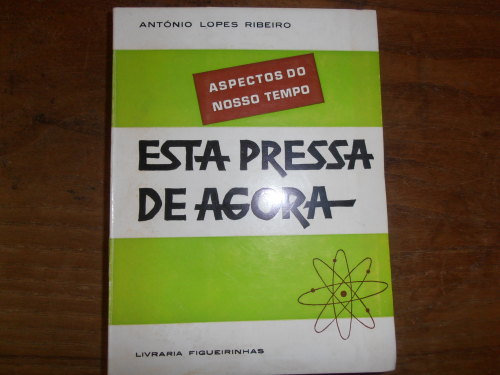 ANTÓNIO LOPES RIBEIRO
ASPECTOS DO
NOSSO TEMPO
ESTA PRESSA
DE AGORA
LIVRARIA FIGUEIRINHAS